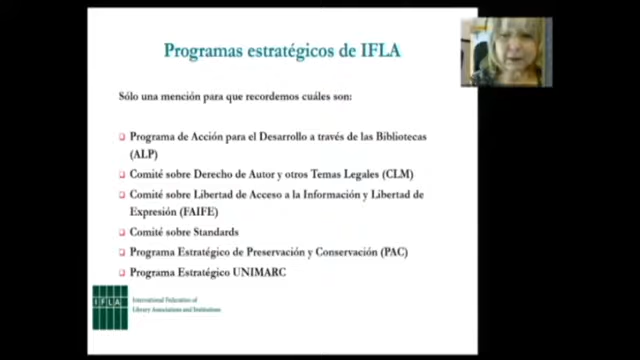 Programas estratégicos de IFLA
Sólo una mención para que recordemos cuáles son:
Programa de Acción para el Desarrollo a través de las Bibliotecas
(ALP)
Comité sobre Derecho de Autor y otros Temas Legales (CLM)
Comité sobre Libertad de Acceso a la Información y Libertad de
Expresión (FAIFE)
Comité sobre Standards
Programa Estratégico de Preservación y Conservación (PAC)
Programa Estratégico UNIMARC
IFLA
International Federation of
Library Associations and Institutions